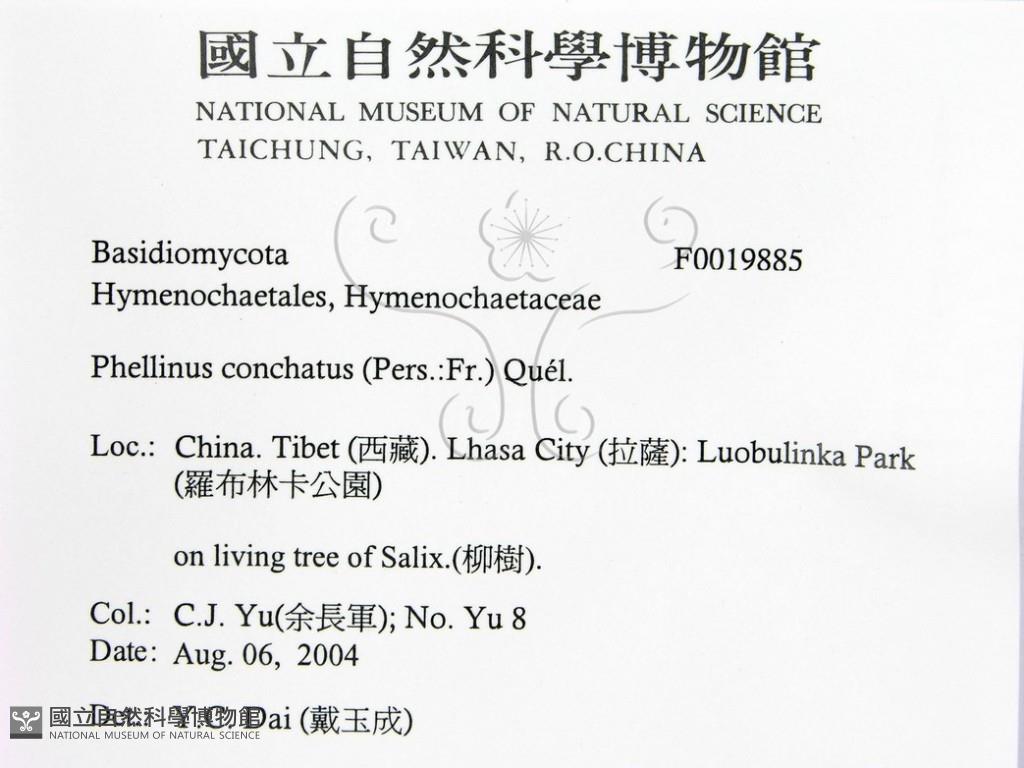 國立自然科學博物館
NATIONAL MUSEUM OF NATURAL SCIENCE
TAICHUNG, TAIWAN, R.O.CHINA
Basidiomycota F0019885
Hymenochaetales, Hymenochaetaceae
Phellinus conchatus (Pers.:Fr.) Quél.
Loc.: China. Tibet (西藏). Lhasa City (拉薩): Luobulinka Park
(羅布林卡公園)
on living tree of Salix.(柳樹).
Col.: C.J. Yu(余長軍); No. Yu 8
Date: Aug. 06, 2004
Det.: Y.C. Dai (戴玉成)
國立自然科學博物館
NATIONAL MUSEUM OF NATURAL SCIENCE